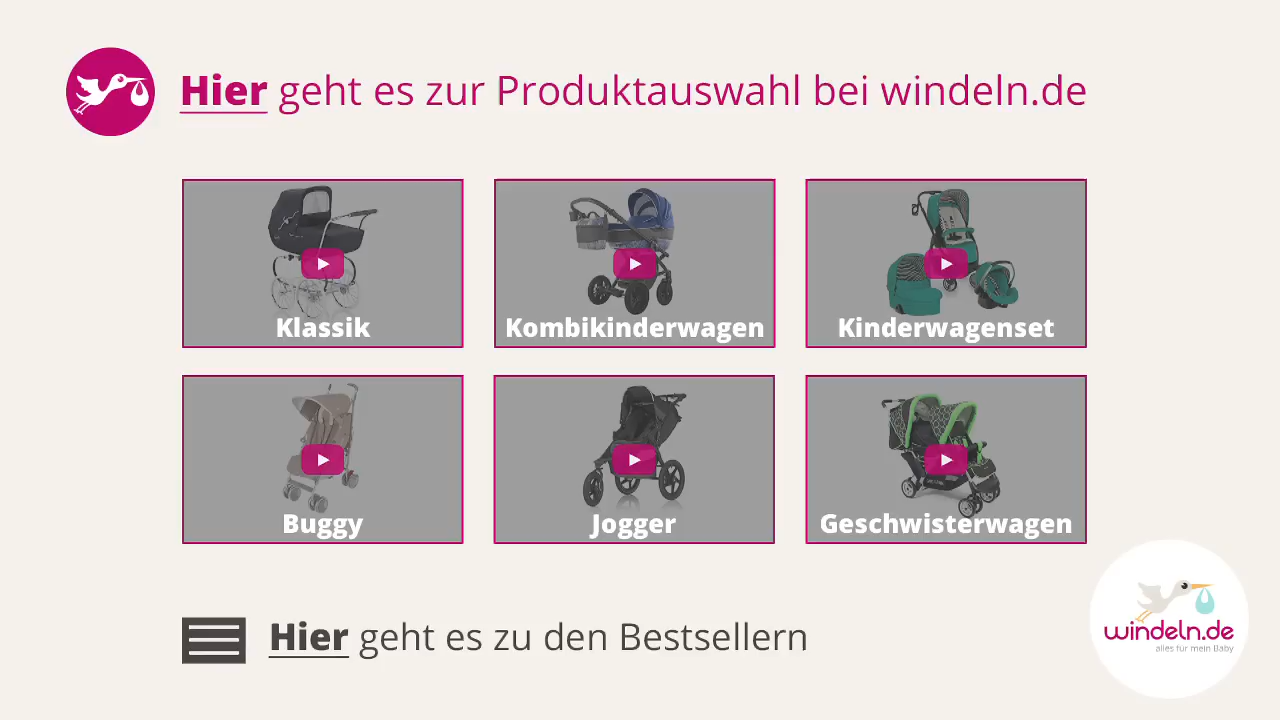 Hier geht es zur Produktauswahl bei windeln.de
Klassik
Kombikinderwagen
Kinderwagenset
Buggy
Jogger
Geschwisterwagen
Hier geht es zu den Bestsellern
windeln.de
alles für mein Baby